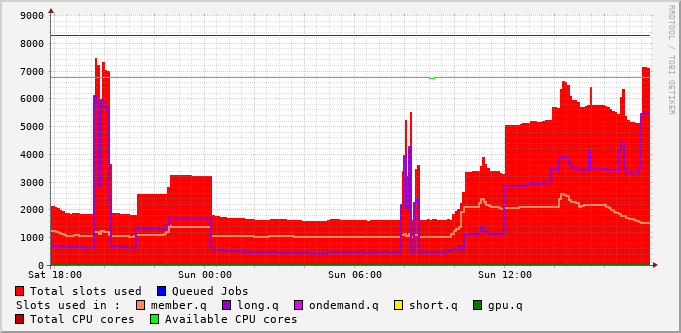 9000
8000
7000
6000
5000
4000
3000
2000
1000
0
Sat 18:00 Sun 00:00 Sun 06:00 Sun 12:00
RRDTOOL / TOBI OETIKER
Total slots used Queued Jobs
Slots used in : member.q long.q ondemand.q short.q gpu.q
Total CPU cores Available CPU cores